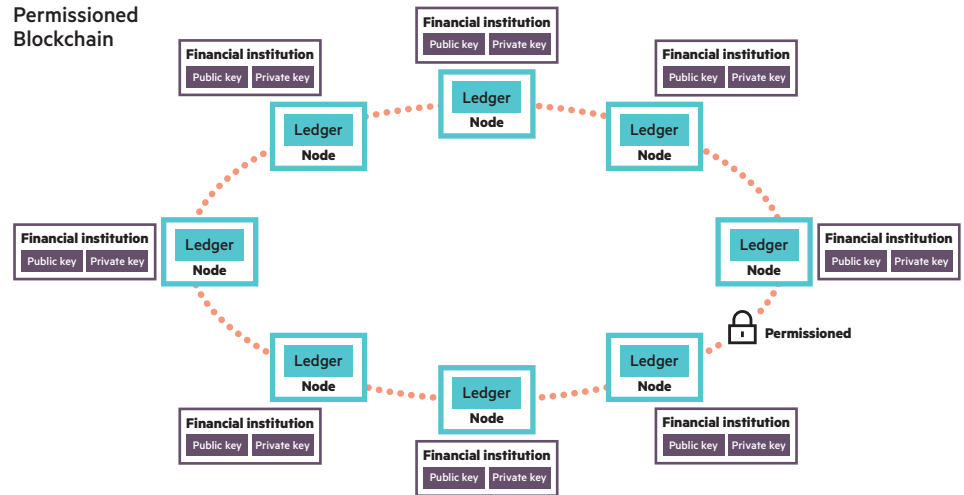 Permissioned
Blockchain
Financial institution
Public key Private key
Ledger
Node
Financial institution
Public key Private key
Ledger
Node
Financial institution
Public key Private key
Ledger
Node
Financial institution
Public key Private key
Ledger
Node
Ledger
Node
Financial institution
Public key Private key
Permissioned
Ledger
Node
Financial institution
Public key Private key
Ledger
Node
Financial institution
Public key Private key
Ledger
Node
Financial institution
Public key Private key